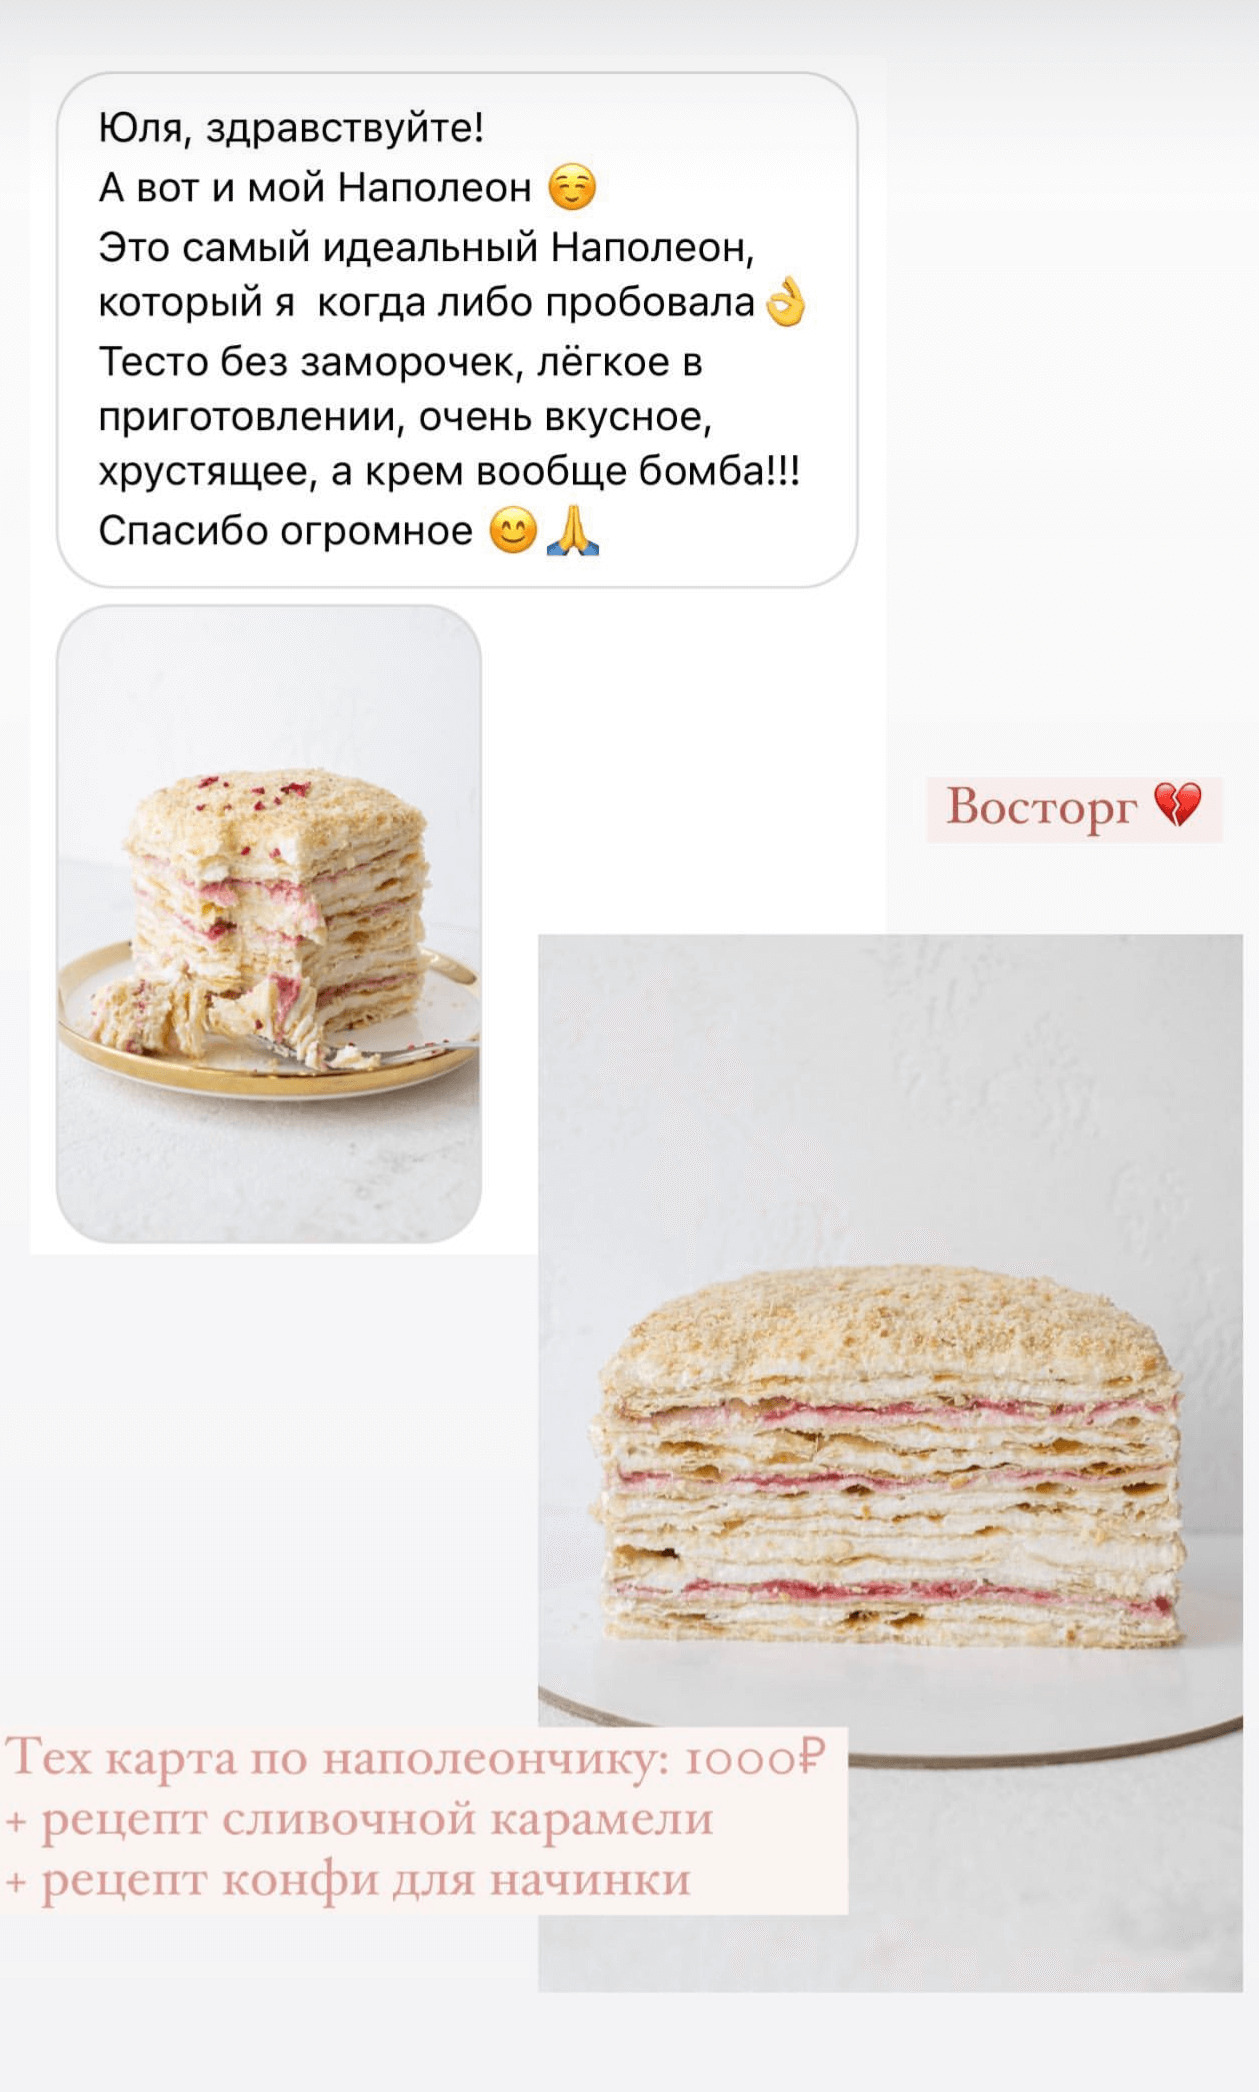 Юля, здравствуйте!
А вот и мой Наполеон ☺️
Это самый идеальный Наполеон,
который я  когда либо пробовала👌
Тесто без заморочек, лёгкое в
приготовлении, очень вкусное,
хрустящее, а крем вообще бомба!!!
Спасибо огромное 😊🙏
Восторг 💔
Тех карта по наполеончику: 1000₽
+ рецепт сливочной карамели
+ рецепт конфи для начинки